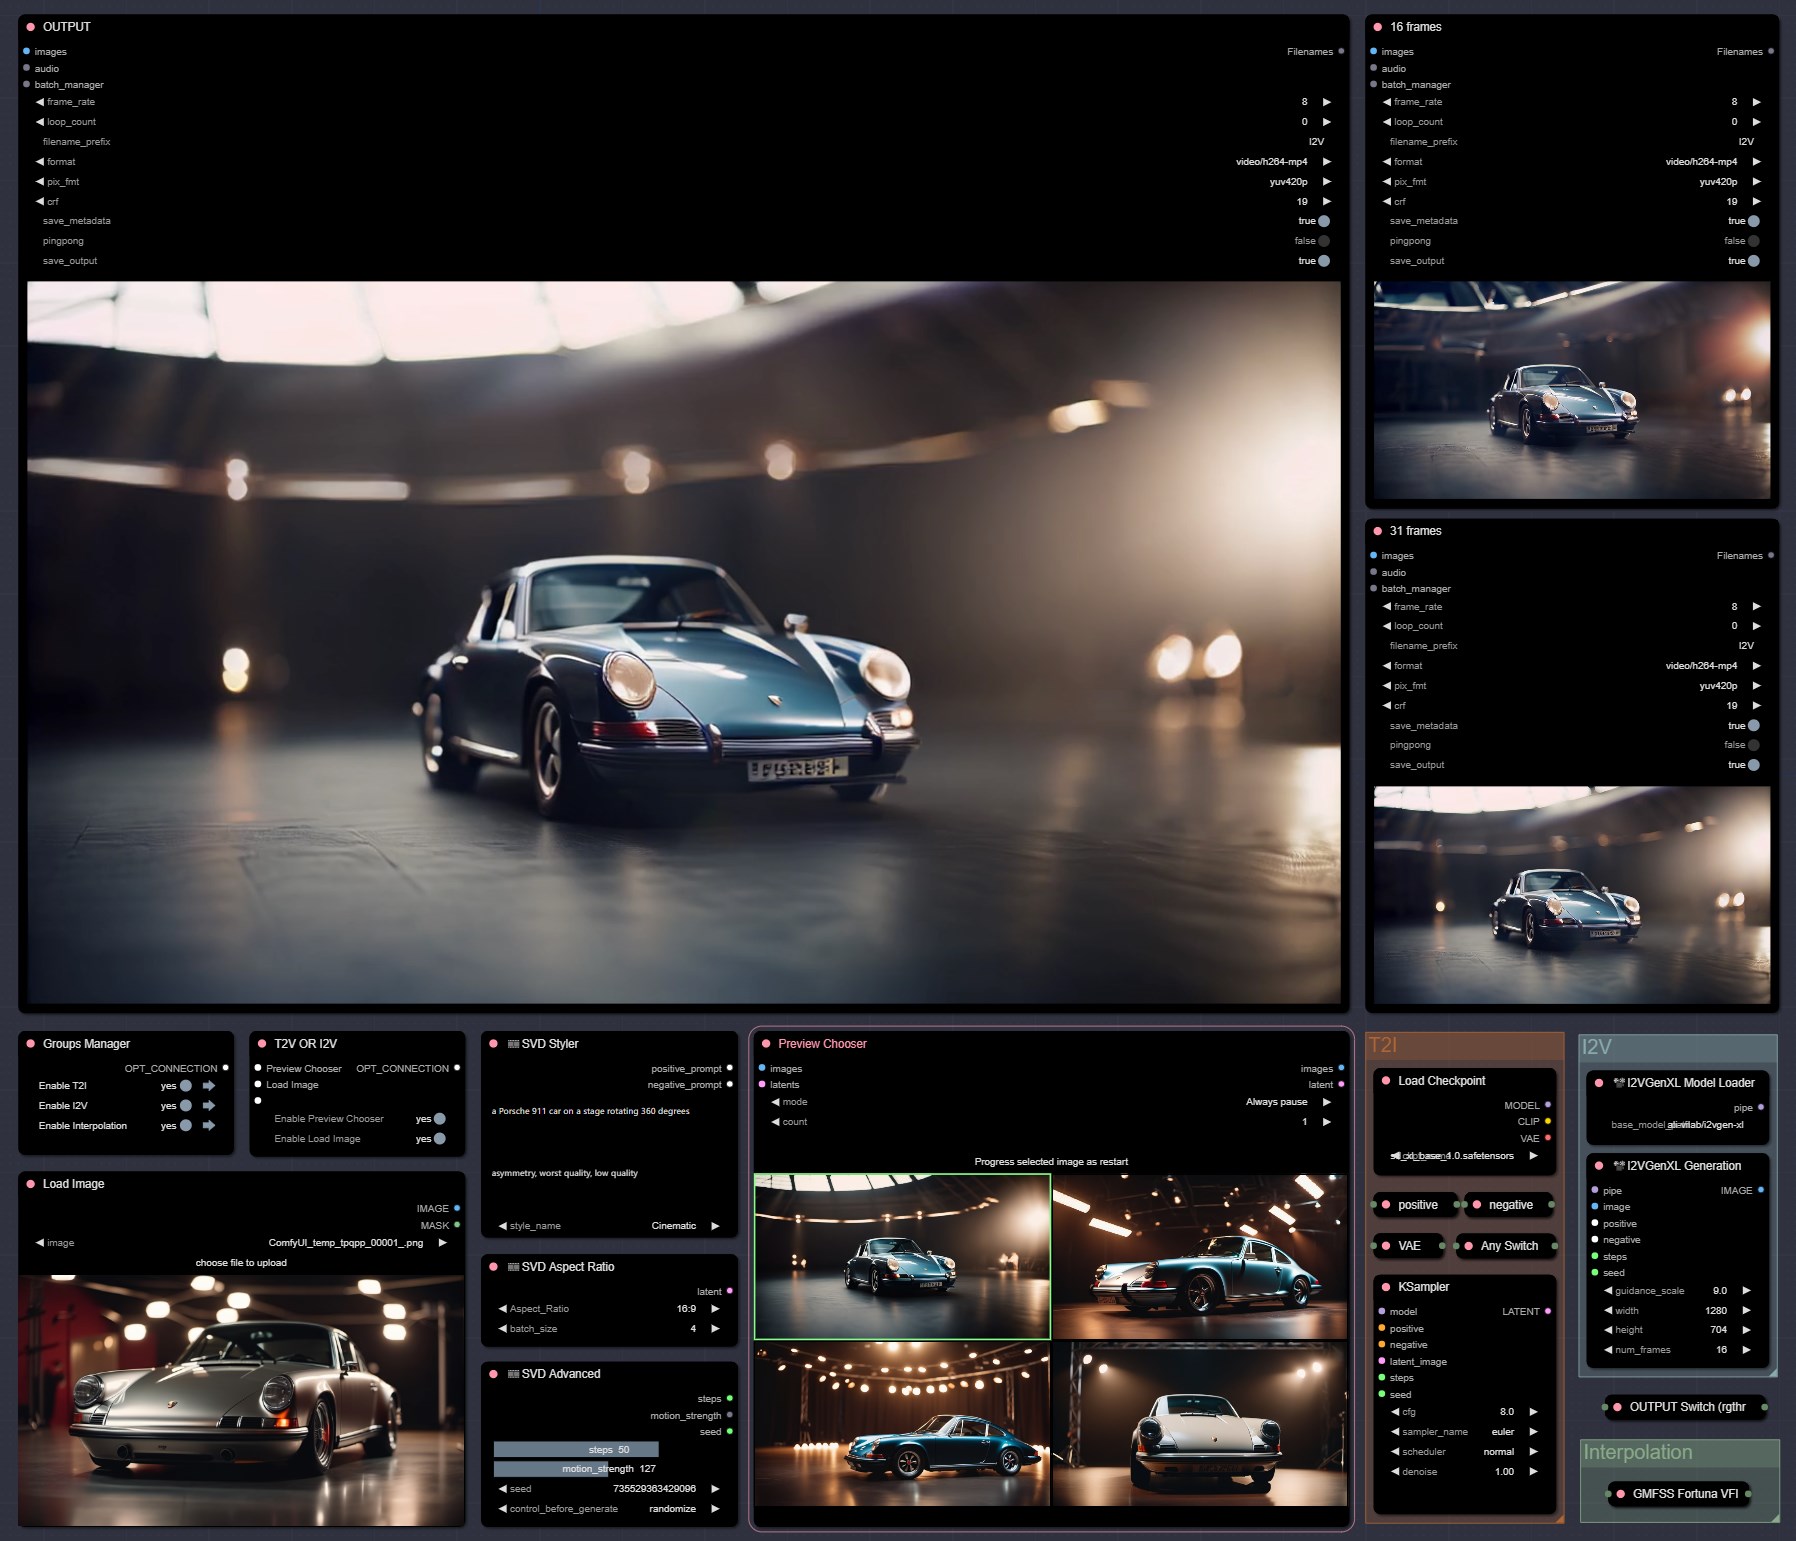 OUTPUT
images
Filenames
audio
batch_manager
frame_rate 8
loop_count 0
filename_prefix I2V
format video/h264-mp4
pix_fmt yuv420p
crf 19
save_metadata true
pingpong false
save_output true
16 frames
images
Filenames
audio
batch_manager
frame_rate 8
loop_count 0
filename_prefix I2V
format video/h264-mp4
pix_fmt yuv420p
crf 19
save_metadata true
pingpong false
save_output true
31 frames
images
Filenames
audio
batch_manager
frame_rate 8
loop_count 0
filename_prefix I2V
format video/h264-mp4
pix_fmt yuv420p
crf 19
save_metadata true
pingpong false
save_output true
Groups Manager
OPT_CONNECTION
Enable T2I yes
Enable I2V yes
Enable Interpolation yes
T2V OR I2V
Preview Chooser OPT_CONNECTION
Load Image
Enable Preview Chooser yes
Enable Load Image yes
Load Image
IMAGE
MASK
image ComfyUI_temp_tpqpp_00001_.png
choose file to upload
SVD Styler
positive_prompt
negative_prompt
a Porsche 911 car on a stage rotating 360 degrees
asymmetry, worst quality, low quality
style_name Cinematic
SVD Aspect Ratio
latent
Aspect_Ratio 16:9
batch_size 4
SVD Advanced
steps
motion_strength
seed
steps 50
motion_strength 127
seed 735529363429096
control_before_generate randomize
Preview Chooser
images images
latents latent
mode Always pause
count 1
Progress selected image as restart
T2I
Load Checkpoint
MODEL
CLIP
VAE
sd_xl_base_1.0.safetensors
positive negative
VAE Any Switch
KSampler
model LATENT
positive
negative
latent_image
steps
seed
cfg 8.0
sampler_name euler
scheduler normal
denoise 1.00
I2V
I2VGenXL Model Loader
pipe
base_model ali-vilab/i2vgen-xl
I2VGenXL Generation
pipe IMAGE
image
positive
negative
steps
seed
guidance_scale 9.0
width 1280
height 704
num_frames 16
OUTPUT Switch (rgthr
Interpolation
GMFSS Fortuna VFI